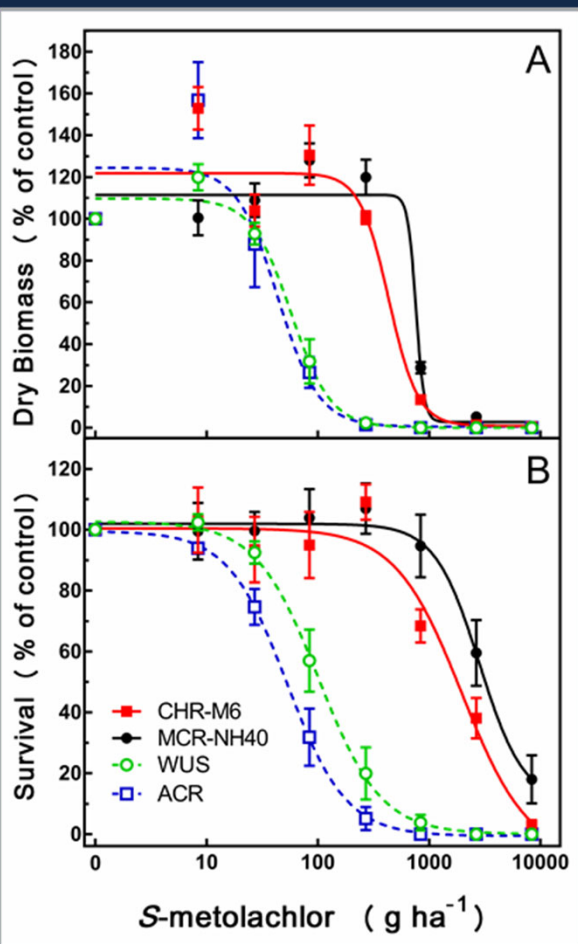 A
Dry Biomass ( % of control)
180
160
140
120
100
80
60
40
20
0
B
Survival ( % of control)
120
100
80
60
40
20
0
CHR-M6
MCR-NH40
WUS
ACR
0 10 100 1000 10000
S-metolachlor ( g ha⁻¹)